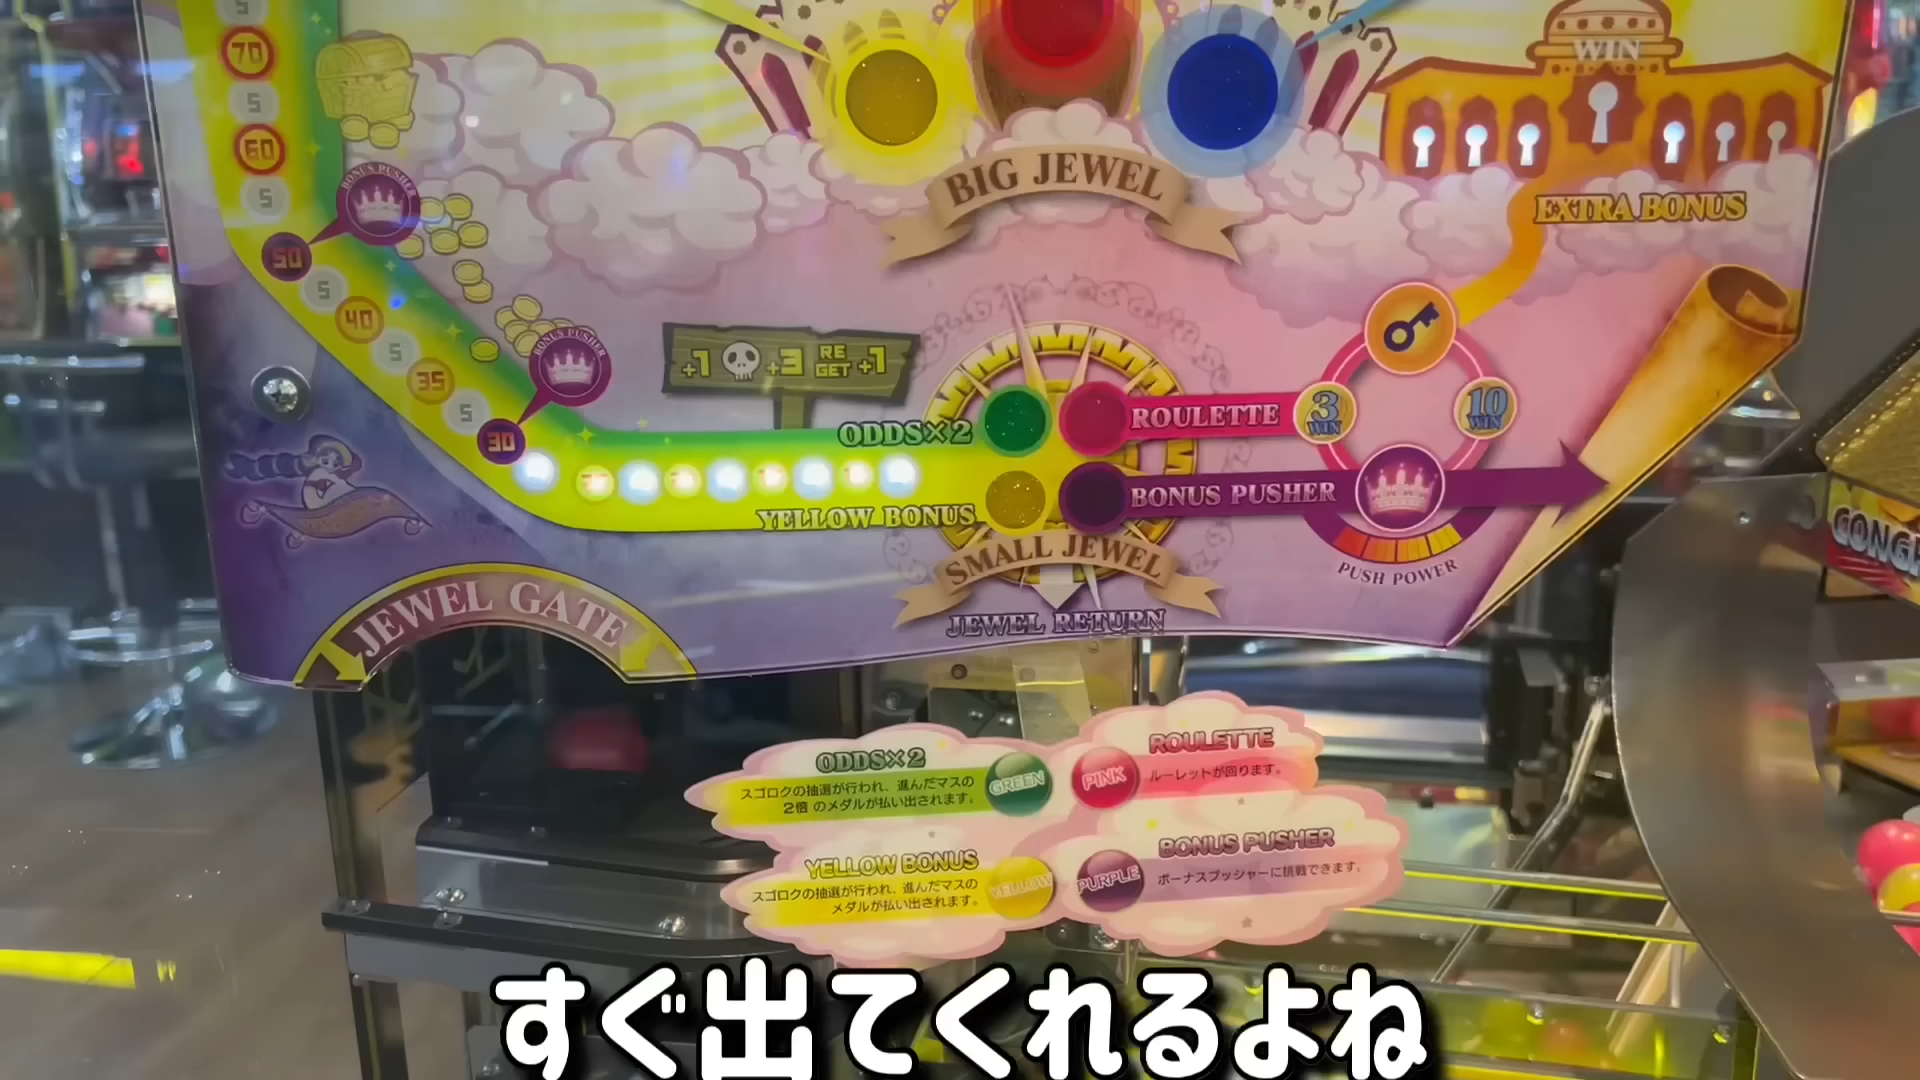 5
70
5
60
5
50
5
40
5
35
5
30
BONUS PUSHER
BONUS PUSHER
WIN
BIG JEWEL
EXTRA BONUS
+1 +3 RE GET +1
ODDS×2
ROULETTE
3 WIN
10 WIN
YELLOW BONUS
BONUS PUSHER
SMALL JEWEL
PUSH POWER
JEWEL RETURN
JEWEL GATE
ODDS×2
スゴロクの抽選が行われ、進んだマスの
2倍 のメダルが払い出されます。
GREEN
PINK
ROULETTE
ルーレットが回ります。
YELLOW BONUS
スゴロクの抽選が行われ、進んだマスの
メダルが払い出されます。
YELLOW
PURPLE
BONUS PUSHER
ボーナスプッシャーに挑戦できます。
すぐ出てくれるよね